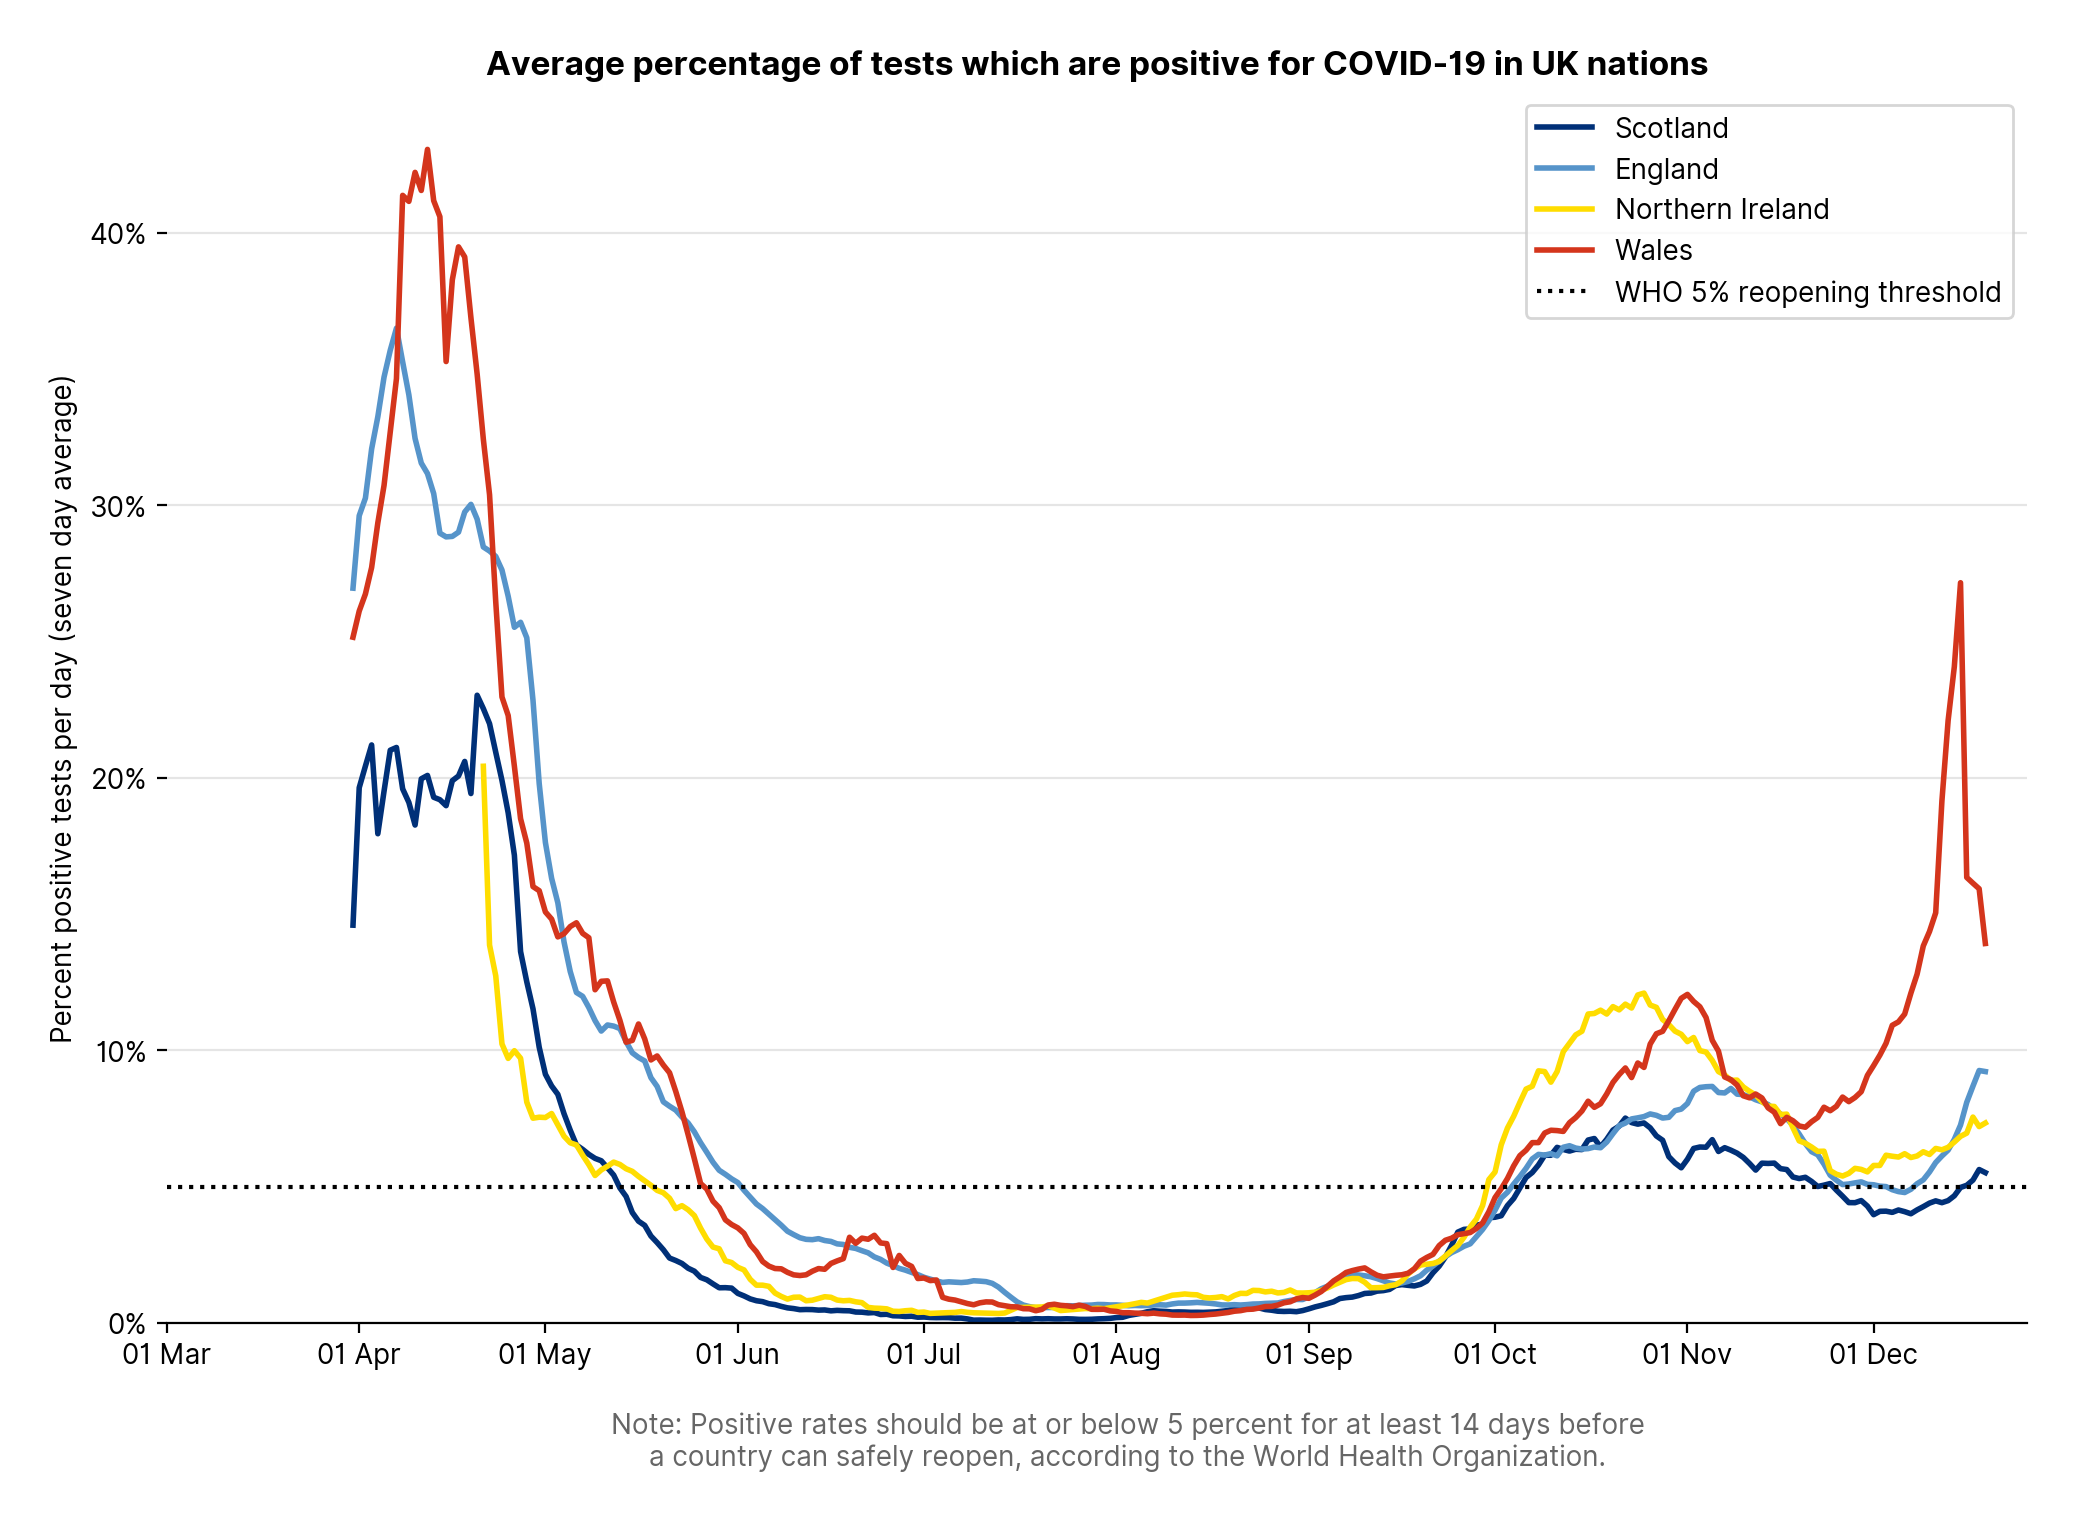 Average percentage of tests which are positive for COVID-19 in UK nations
Scotland
England
Northern Ireland
Wales
WHO 5% reopening threshold
Percent positive tests per day (seven day average)
40%
30%
20%
10%
0%
01 Mar
01 Apr
01 May
01 Jun
01 Jul
01 Aug
01 Sep
01 Oct
01 Nov
01 Dec
Note: Positive rates should be at or below 5 percent for at least 14 days before
a country can safely reopen, according to the World Health Organization.